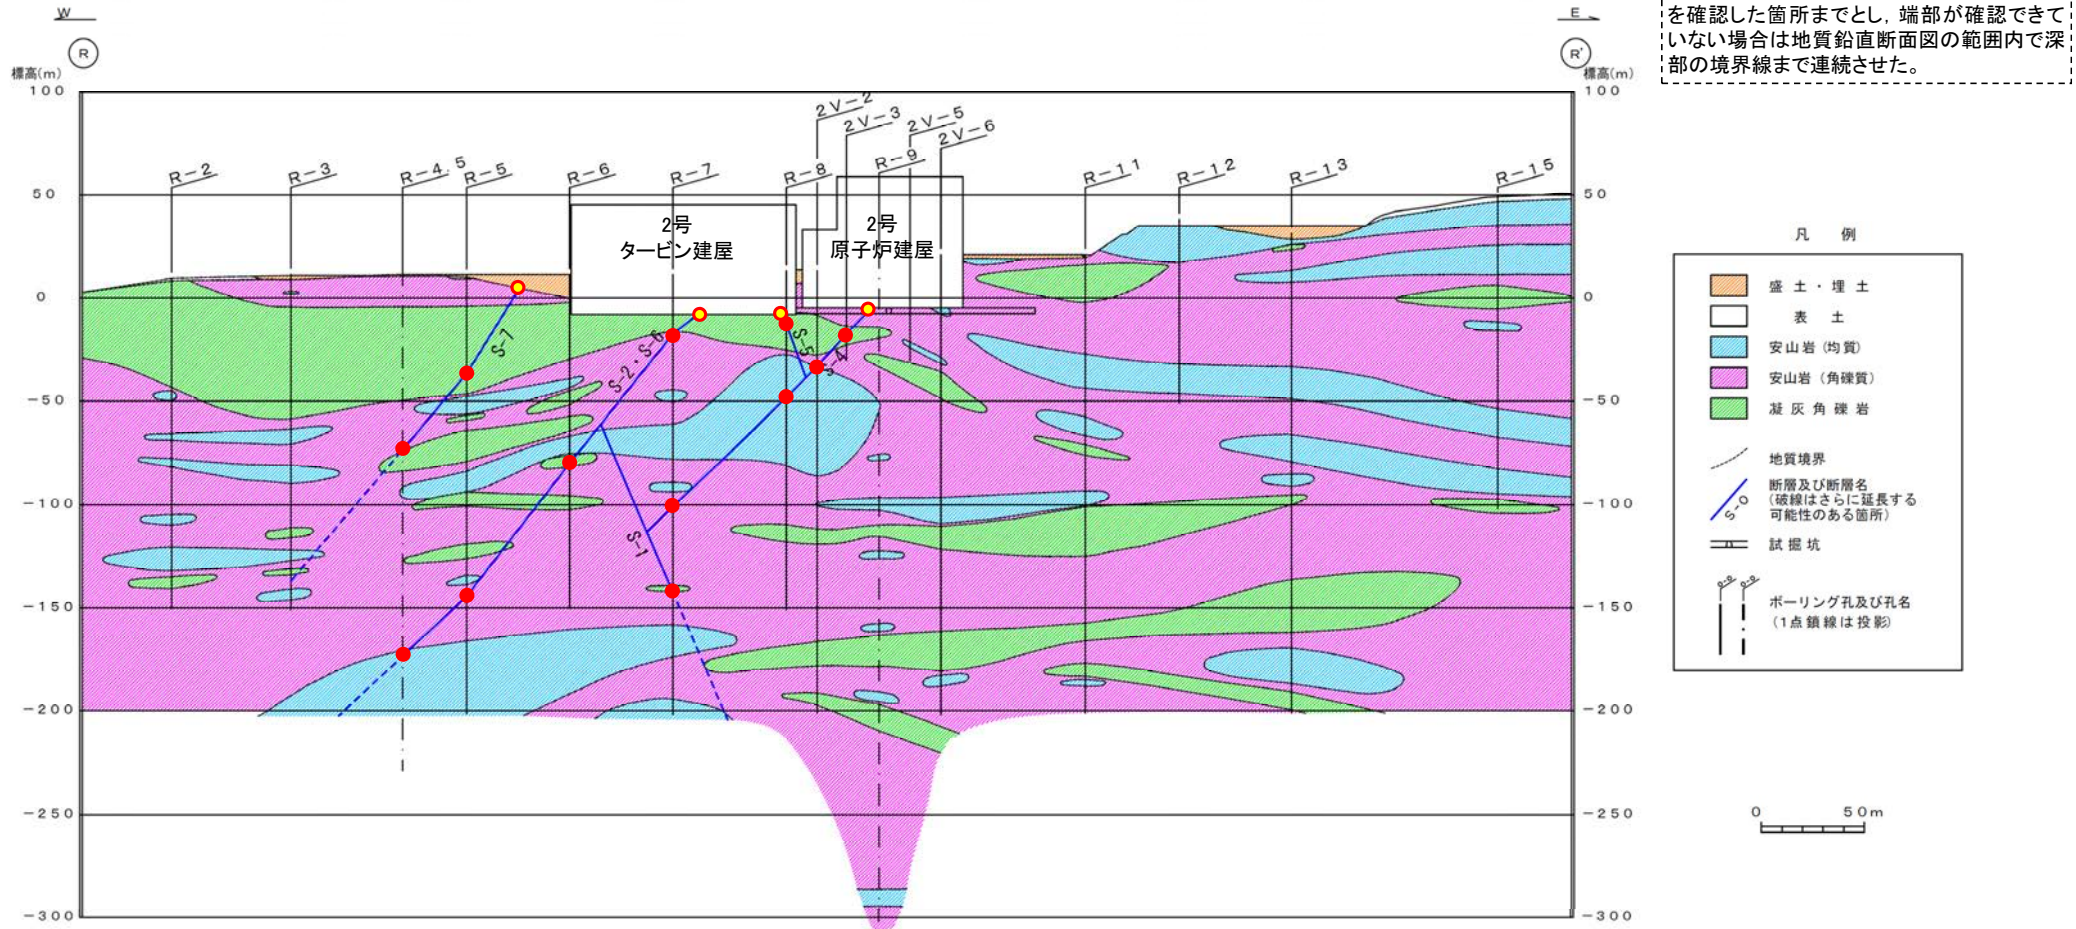 を確認した箇所までとし，端部が確認できて
いない場合は地質鉛直断面図の範囲内で深
部の境界線まで連続させた。
W
E
R
R'
標高(m)
標高(m)
100
50
0
−50
−100
−150
−200
−250
−300
100
50
0
−50
−100
−150
−200
−250
−300
R−2
R−3
R−4.5
R−5
R−6
R−7
R−8
2V−2
2V−3
R−9
2V−5
2V−6
R−11
R−12
R−13
R−15
2号
タービン建屋
2号
原子炉建屋
S−7
S−2・S−6
S−5
S−4
S−1
凡 例
盛土・埋土
表土
安山岩（均質）
安山岩（角礫質）
凝灰角礫岩
地質境界
断層及び断層名
（破線はさらに延長する
可能性のある箇所）
S−O
試掘坑
ボーリング孔及び孔名
（1点鎖線は投影）
0 50m